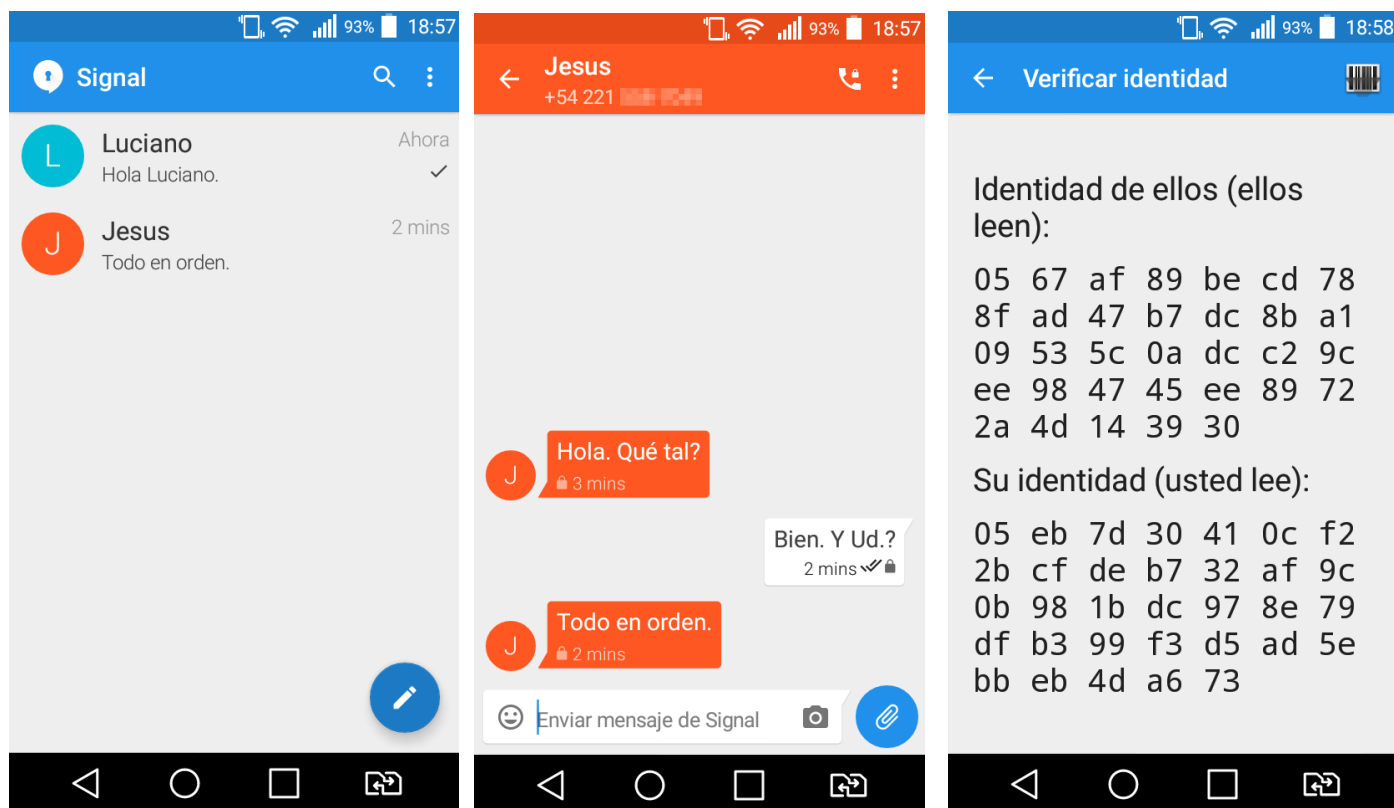 93% 18:57
Signal
Luciano Ahora
Hola Luciano.
Jesus 2 mins
Todo en orden.
L
J
93% 18:57
Jesus
+54 221
Hola. Qué tal?
3 mins
J
Bien. Y Ud.?
2 mins
Todo en orden.
2 mins
J
Enviar mensaje de Signal
93% 18:58
Verificar identidad
Identidad de ellos (ellos
leen):
05 67 af 89 be cd 78
8f ad 47 b7 dc 8b a1
09 53 5c 0a dc c2 9c
ee 98 47 45 ee 89 72
2a 4d 14 39 30
Su identidad (usted lee):
05 eb 7d 30 41 0c f2
2b cf de b7 32 af 9c
0b 98 1b dc 97 8e 79
df b3 99 f3 d5 ad 5e
bb eb 4d a6 73